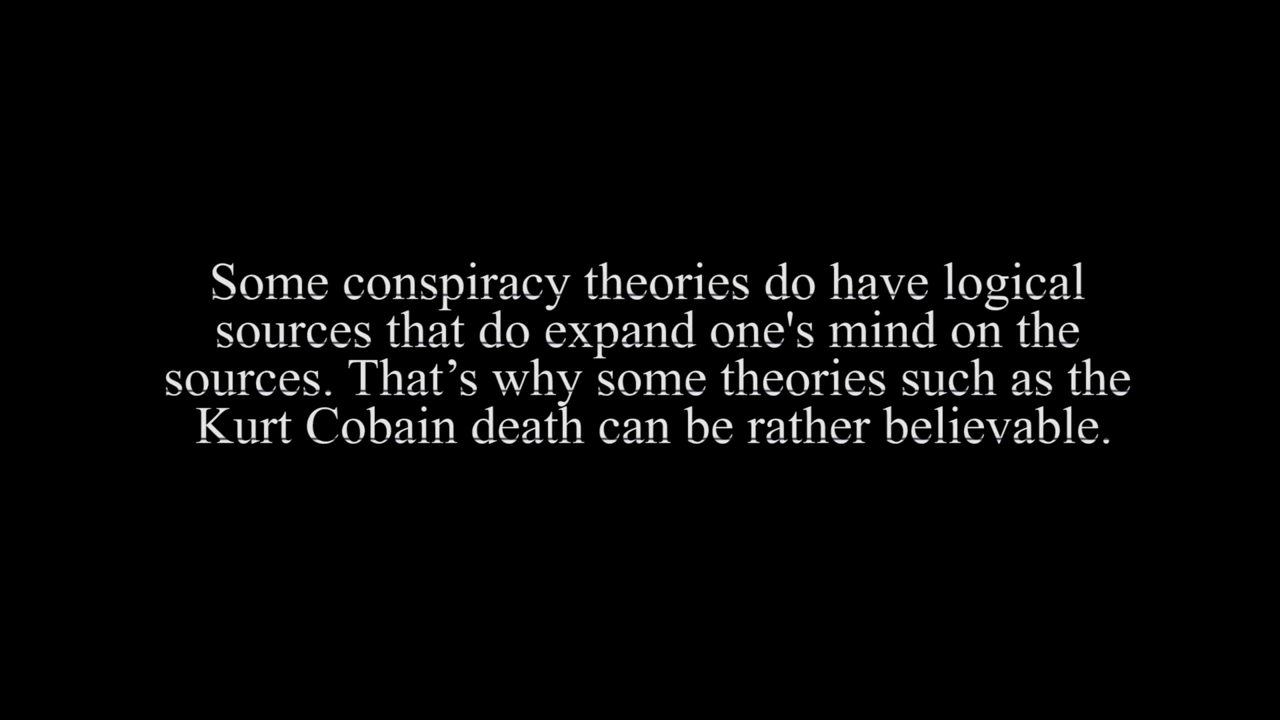 Some conspiracy theories do have logical
sources that do expand one's mind on the
sources. That’s why some theories such as the
Kurt Cobain death can be rather believable.